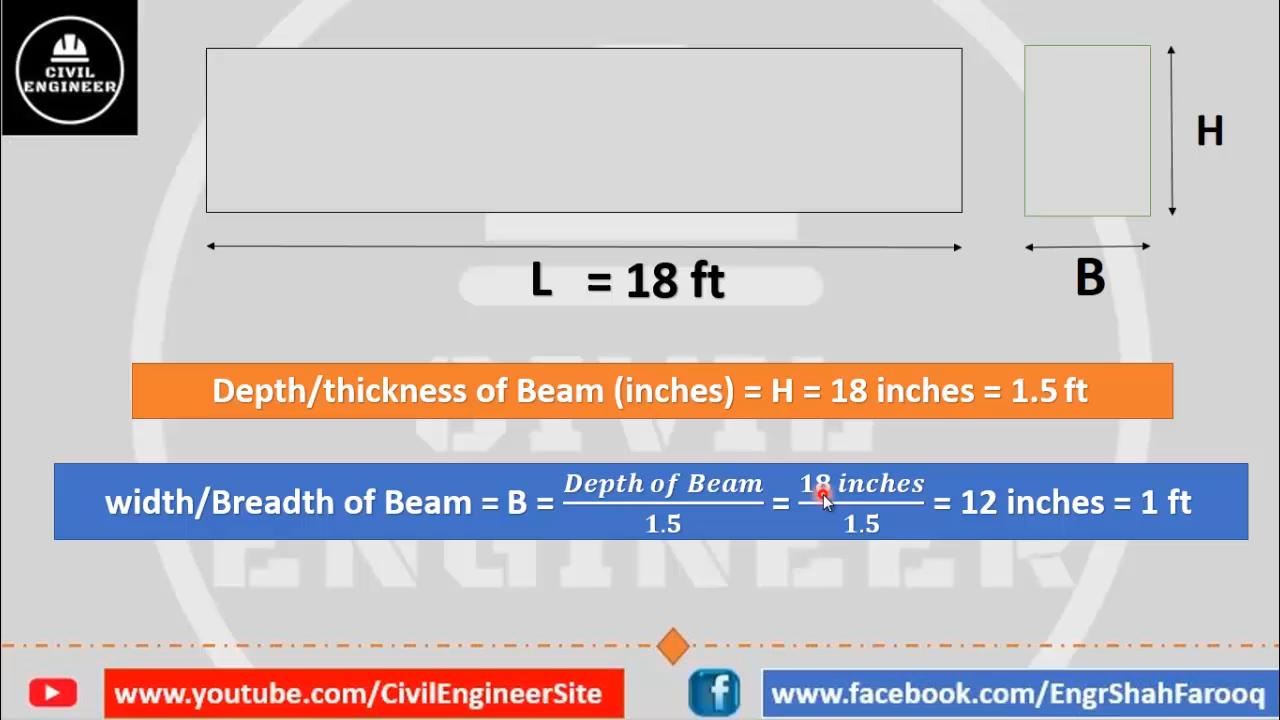 CIVIL
ENGINEER
H
L = 18 ft
B
Depth/thickness of Beam (inches) = H = 18 inches = 1.5 ft
width/Breadth of Beam = B = Depth of Beam / 1.5 = 18 inches / 1.5 = 12 inches = 1 ft
CIVIL
ENGINEER
www.youtube.com/CivilEngineerSite
www.facebook.com/EngrShahFarooq